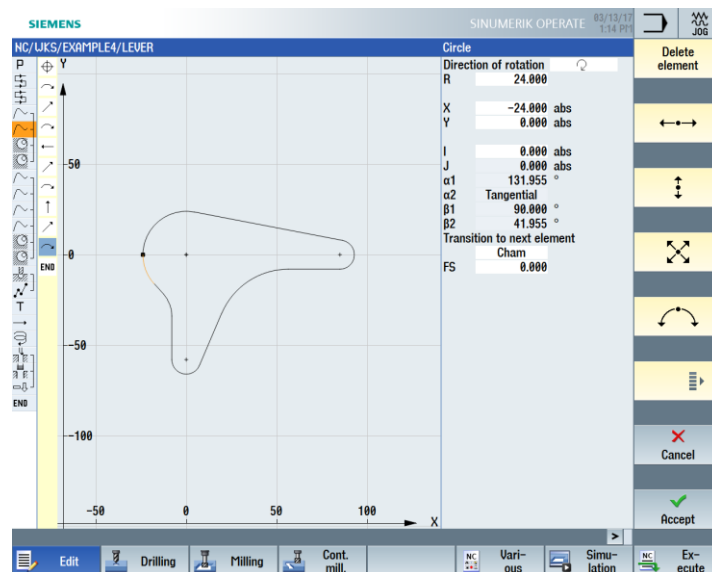 SIEMENS
SINUMERIK OPERATE 03/13/17 1:14 PM
JOG
NC/WKS/EXAMPLE4/LEVER
Circle
Delete element
P
Y
Direction of rotation
R 24.000
X -24.000 abs
Y 0.000 abs
I 0.000 abs
J 0.000 abs
α1 131.955 °
α2 Tangential
β1 90.000 °
β2 41.955 °
Transition to next element
Cham
FS 0.000
-50
-0
-50
-100
END
T
END
-50 0 50 100 X
Cancel
Accept
>
Edit
Drilling
Milling
Cont. mill.
NC Vari- ous
Simu- lation
NC Ex- ecute